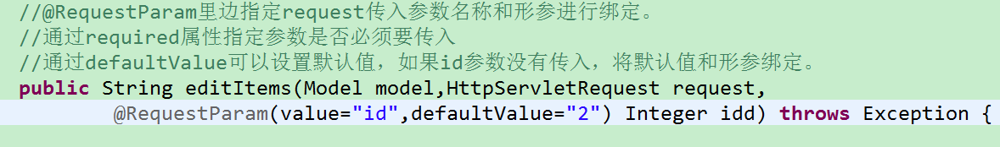 //@RequestParam里边指定request传入参数名称和形参进行绑定。
//通过required属性指定参数是否必须要传入
//通过defaultValue可以设置默认值，如果id参数没有传入，将默认值和形参绑定。
public String editItems(Model model,HttpServletRequest request,
@RequestParam(value="id",defaultValue="2") Integer idd) throws Exception {